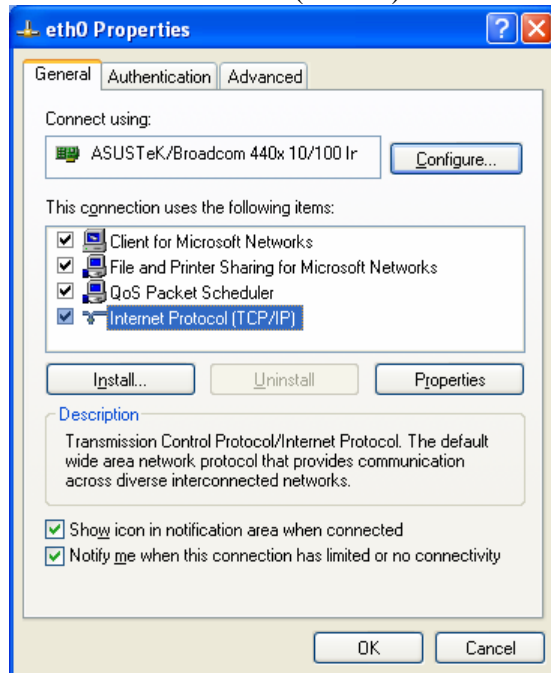 eth0 Properties
General Authentication Advanced
Connect using:
ASUSTeK/Broadcom 440x 10/100 In
Configure...
This connection uses the following items:
Client for Microsoft Networks
File and Printer Sharing for Microsoft Networks
QoS Packet Scheduler
Internet Protocol (TCP/IP)
Install... Uninstall Properties
Description
Transmission Control Protocol/Internet Protocol. The default
wide area network protocol that provides communication
across diverse interconnected networks.
Show icon in notification area when connected
Notify me when this connection has limited or no connectivity
OK Cancel